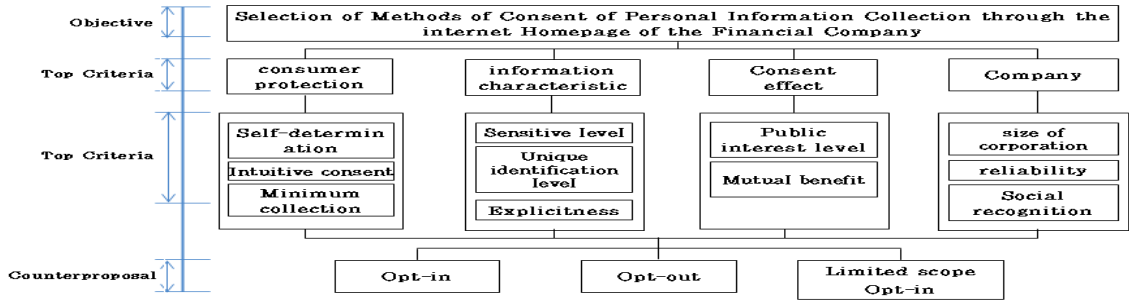 Objective
Selection of Methods of Consent of Personal Information Collection through the
internet Homepage of the Financial Company
Top Criteria
consumer
protection
information
characteristic
Consent
effect
Company
Top Criteria
Self-determin
ation
Intuitive consent
Minimum
collection
Sensitive level
Unique
identification
level
Explicitness
Public
interest level
Mutual benefit
size of
corporation
reliability
Social
recognition
Counterproposal
Opt-in
Opt-out
Limited scope
Opt-in